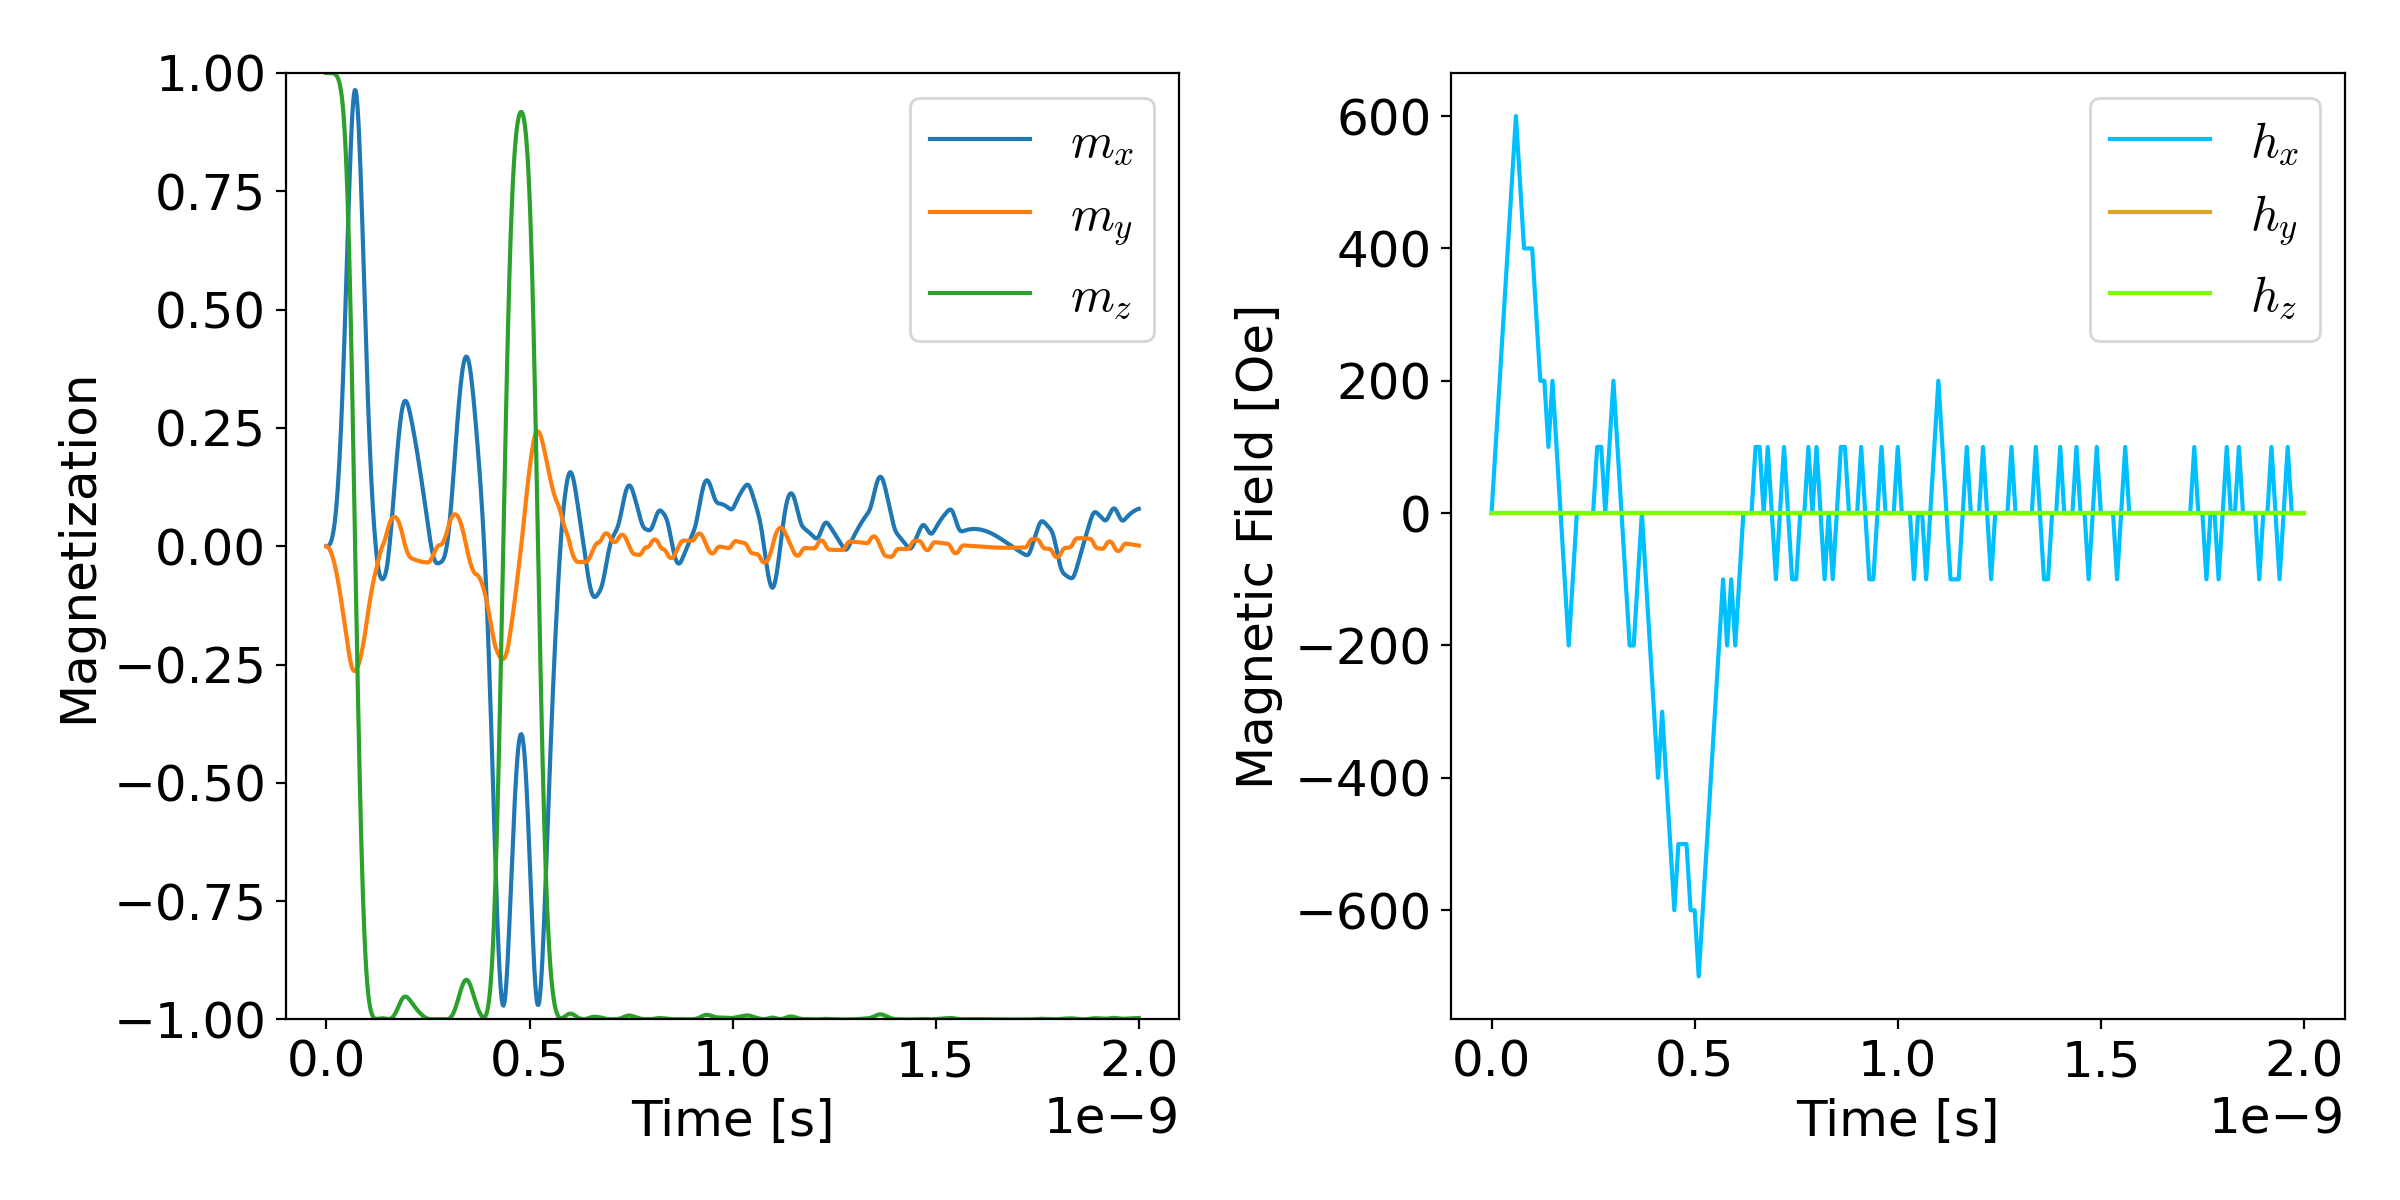 1.00
0.75
0.50
0.25
0.00
−0.25
−0.50
−0.75
−1.00
Magnetization
0.0 0.5 1.0 1.5 2.0
Time [s]
1e−9
m_x
m_y
m_z
600
400
200
0
−200
−400
−600
Magnetic Field [Oe]
0.0 0.5 1.0 1.5 2.0
Time [s]
1e−9
h_x
h_y
h_z